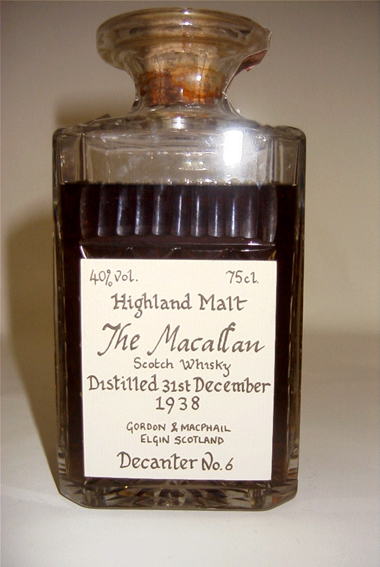 40% vol. 75cl.
Highland Malt
The Macallan
Scotch Whisky
Distilled 31st December
1938
GORDON & MACPHAIL
ELGIN SCOTLAND
Decanter No. 6